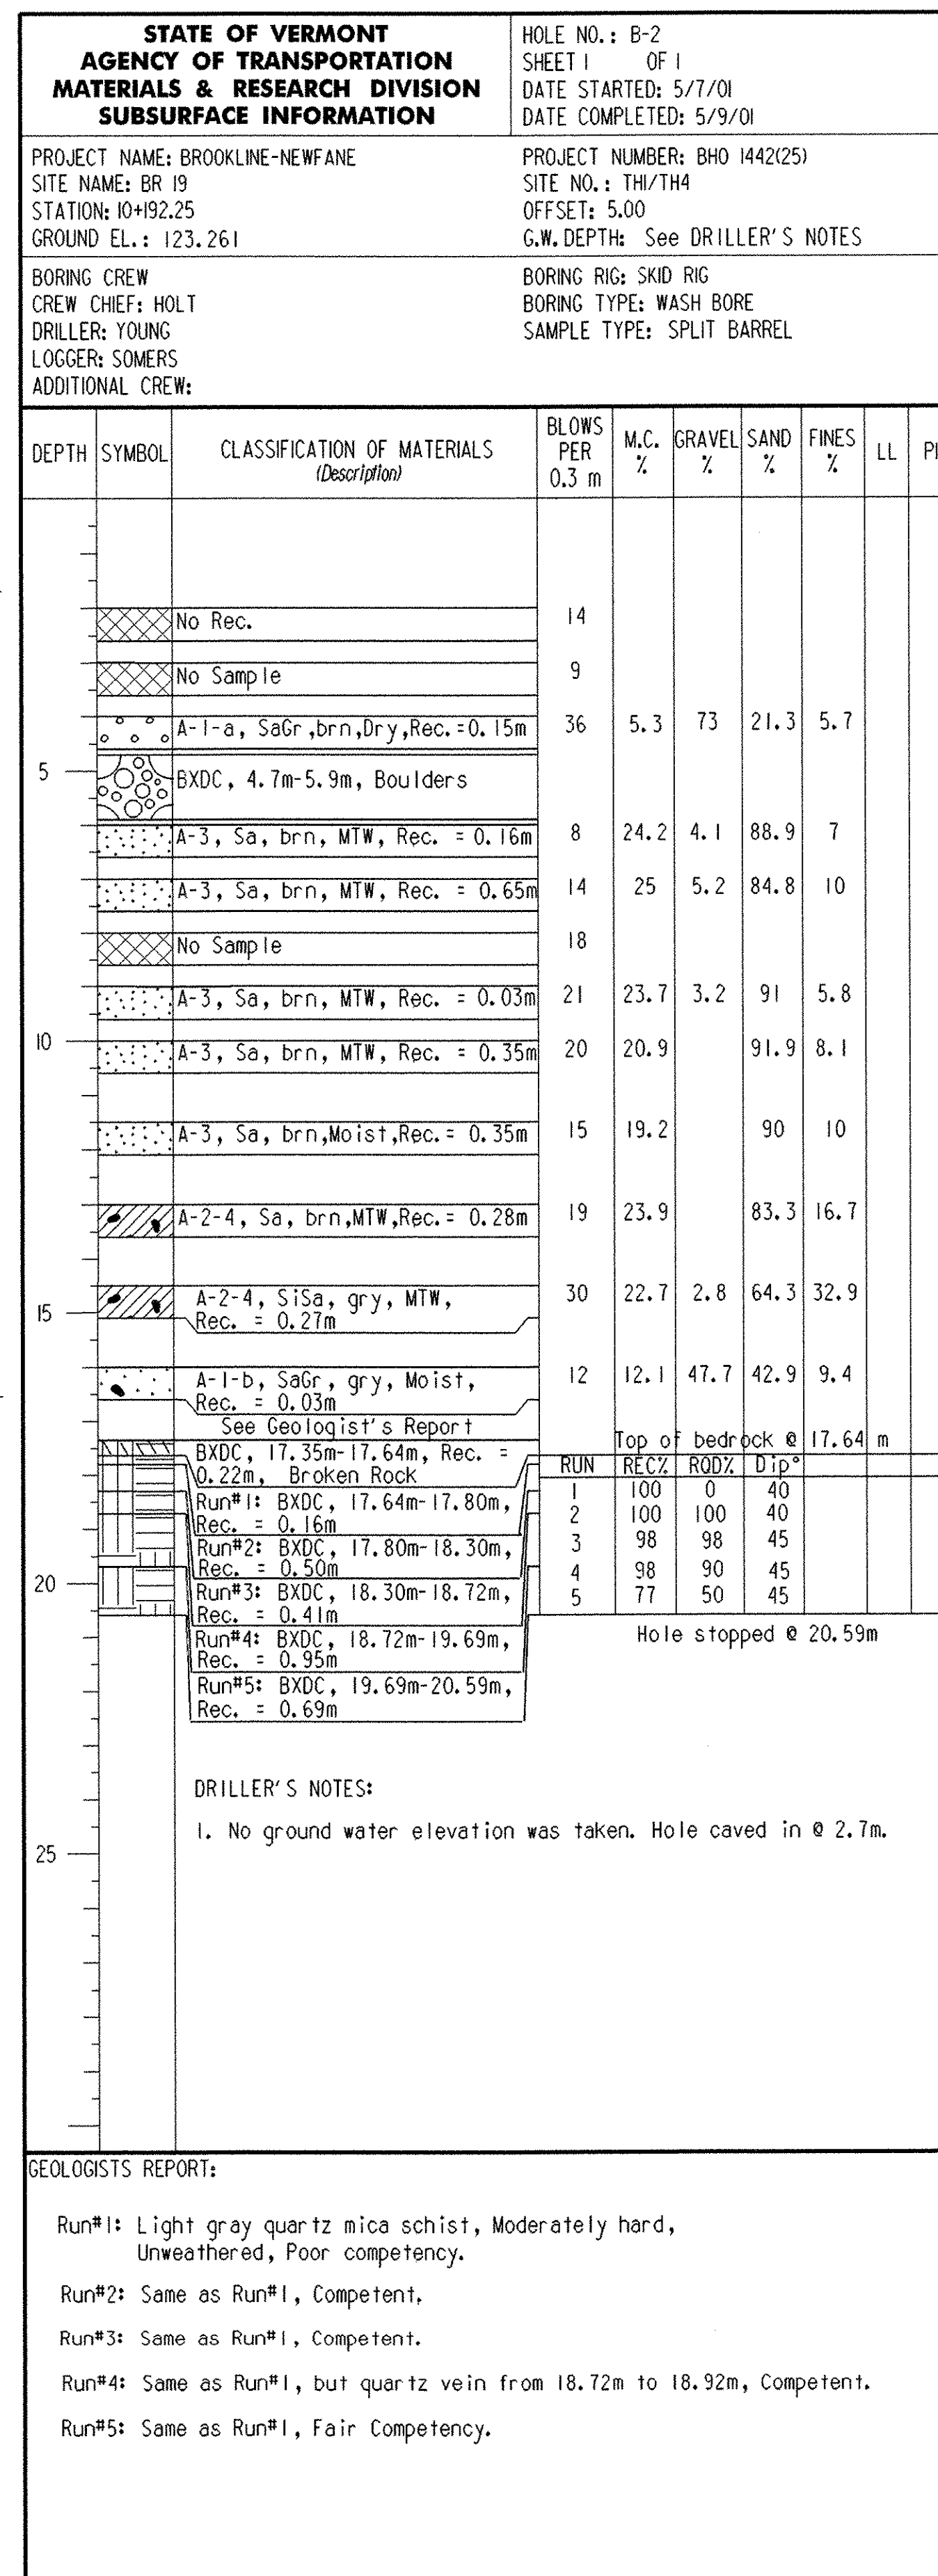 STATE OF VERMONT
AGENCY OF TRANSPORTATION
MATERIALS & RESEARCH DIVISION
SUBSURFACE INFORMATION
HOLE NO.: B-2
SHEET 1 OF 1
DATE STARTED: 5/7/01
DATE COMPLETED: 5/9/01
PROJECT NAME: BROOKLINE-NEWFANE
SITE NAME: BR 19
STATION: 10+192.25
GROUND EL.: 123.261
PROJECT NUMBER: BHO 1442(25)
SITE NO.: TH1/TH4
OFFSET: 5.00
G.W. DEPTH: See DRILLER'S NOTES
BORING CREW
CREW CHIEF: HOLT
DRILLER: YOUNG
LOGGER: SOMERS
ADDITIONAL CREW:
BORING RIG: SKID RIG
BORING TYPE: WASH BORE
SAMPLE TYPE: SPLIT BARREL
DEPTH SYMBOL CLASSIFICATION OF MATERIALS (Description) BLOWS PER 0.3 m M.C. % GRAVEL % SAND % FINES % LL PI
No Rec. 14
No Sample 9
A-1-a, SaGr,brn,Dry,Rec.=0.15m 36 5.3 73 21.3 5.7
5 BXDC, 4.7m-5.9m, Boulders
A-3, Sa, brn, MTW, Rec. = 0.16m 8 24.2 4.1 88.9 7
A-3, Sa, brn, MTW, Rec. = 0.65m 14 25 5.2 84.8 10
No Sample 18
A-3, Sa, brn, MTW, Rec. = 0.03m 21 23.7 3.2 91 5.8
10 A-3, Sa, brn, MTW, Rec. = 0.35m 20 20.9 91.9 8.1
A-3, Sa, brn,Moist,Rec.= 0.35m 15 19.2 90 10
A-2-4, Sa, brn,MTW,Rec.= 0.28m 19 23.9 83.3 16.7
A-2-4, SiSa, gry, MTW, 30 22.7 2.8 64.3 32.9
15 Rec. = 0.27m
A-1-b, SaGr, gry, Moist, 12 12.1 47.7 42.9 9.4
Rec. = 0.03m
See Geologist's Report
Top of bedrock @ 17.64 m
BXDC, 17.35m-17.64m, Rec. =
0.22m, Broken Rock
Run#1: BXDC, 17.64m-17.80m,
Rec. = 0.16m
Run#2: BXDC, 17.80m-18.30m,
Rec. = 0.50m
20 Run#3: BXDC, 18.30m-18.72m,
Rec. = 0.41m
Run#4: BXDC, 18.72m-19.69m,
Rec. = 0.95m
Run#5: BXDC, 19.69m-20.59m,
Rec. = 0.69m
RUN REC% RQD% Dip°
1 100 0 40
2 100 100 40
3 98 98 45
4 98 90 45
5 77 50 45
Hole stopped @ 20.59m
DRILLER'S NOTES:
1. No ground water elevation was taken. Hole caved in @ 2.7m.
25
GEOLOGISTS REPORT:
Run#1: Light gray quartz mica schist, Moderately hard,
Unweathered, Poor competency.
Run#2: Same as Run#1, Competent.
Run#3: Same as Run#1, Competent.
Run#4: Same as Run#1, but quartz vein from 18.72m to 18.92m, Competent.
Run#5: Same as Run#1, Fair Competency.